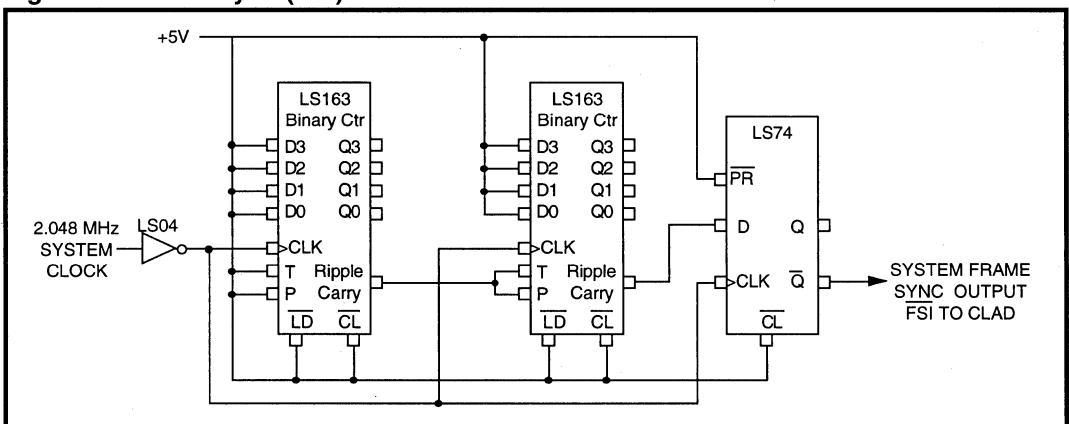 +5V
LS163
Binary Ctr
D3 Q3
D2 Q2
D1 Q1
D0 Q0
CLK
T Ripple
P Carry
LD CL
LS163
Binary Ctr
D3 Q3
D2 Q2
D1 Q1
D0 Q0
CLK
T Ripple
P Carry
LD CL
LS74
PR
D Q
CLK Q
CL
2.048 MHz
SYSTEM
CLOCK
LS04
SYSTEM FRAME
SYNC OUTPUT
FSI TO CLAD